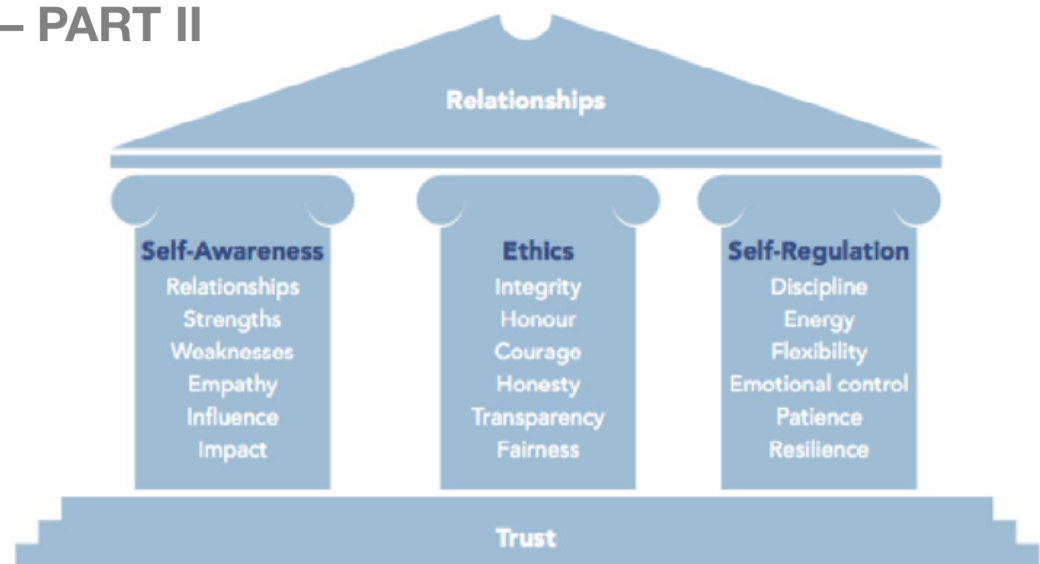 – PART II
Relationships
Self-Awareness
Relationships
Strengths
Weaknesses
Empathy
Influence
Impact
Ethics
Integrity
Honour
Courage
Honesty
Transparency
Fairness
Self-Regulation
Discipline
Energy
Flexibility
Emotional control
Patience
Resilience
Trust